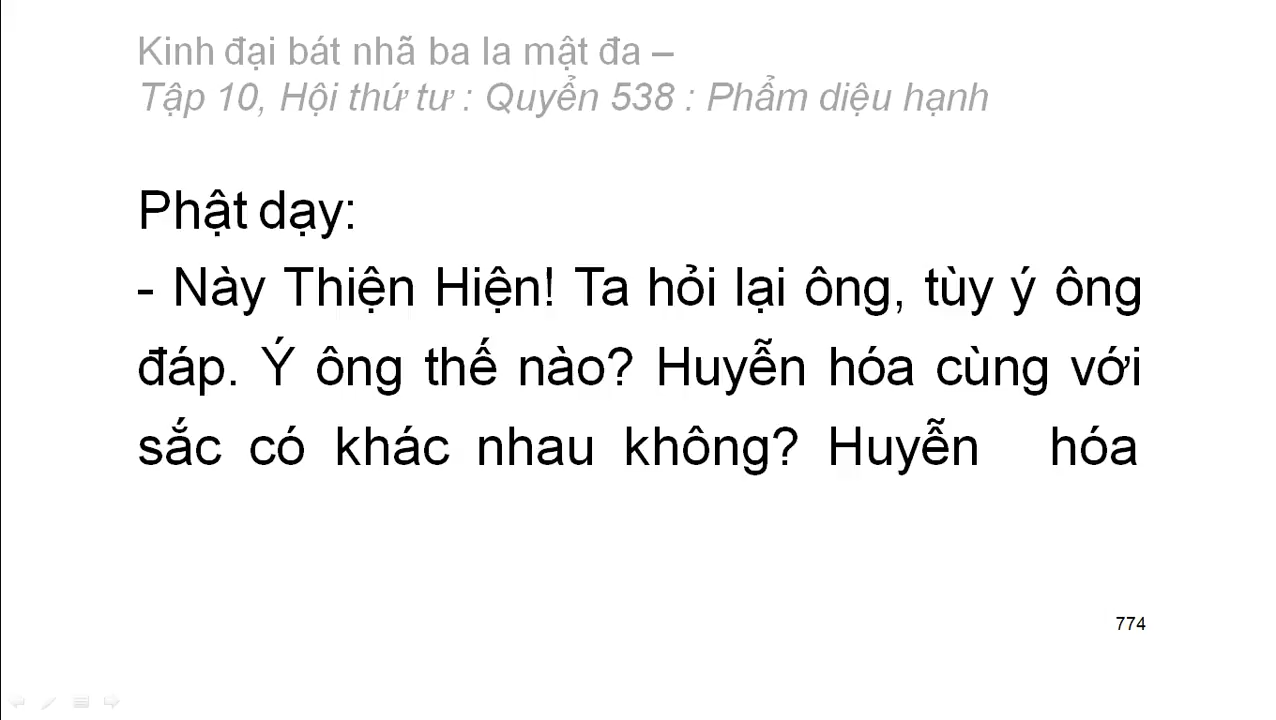 Kinh đại bát nhã ba la mật đa –
Tập 10, Hội thứ tư : Quyển 538 : Phẩm diệu hạnh
Phật dạy:
- Này Thiện Hiện! Ta hỏi lại ông, tùy ý ông
đáp. Ý ông thế nào? Huyễn hóa cùng với
sắc có khác nhau không? Huyễn hóa
774